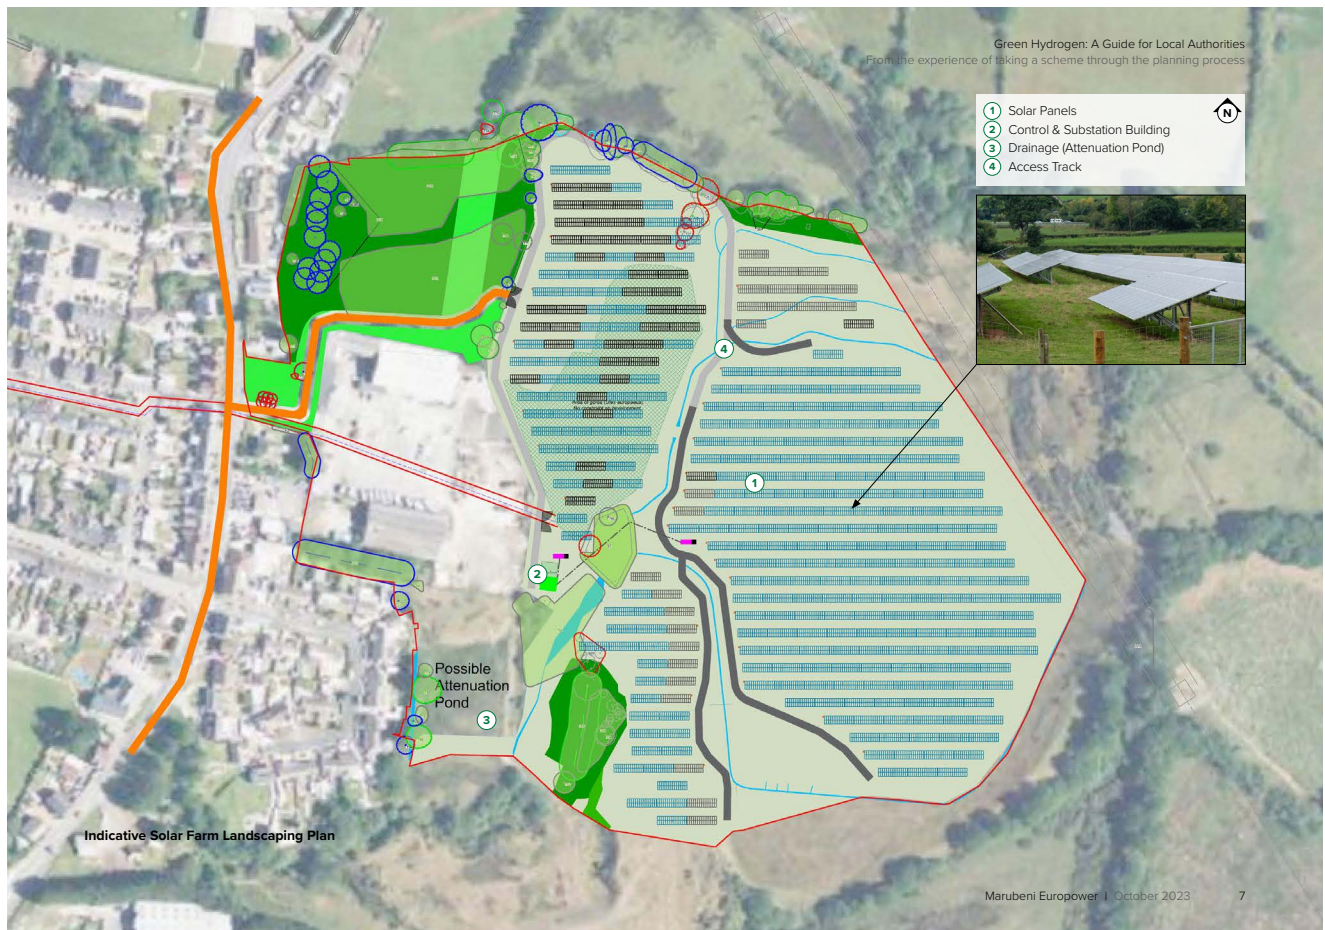 Green Hydrogen: A Guide for Local Authorities
From the experience of taking a scheme through the planning process
1 Solar Panels
2 Control & Substation Building
3 Drainage (Attenuation Pond)
4 Access Track
N
4
1
2
Possible
Attenuation
Pond
3
Indicative Solar Farm Landscaping Plan
Marubeni Europower | October 2023 7